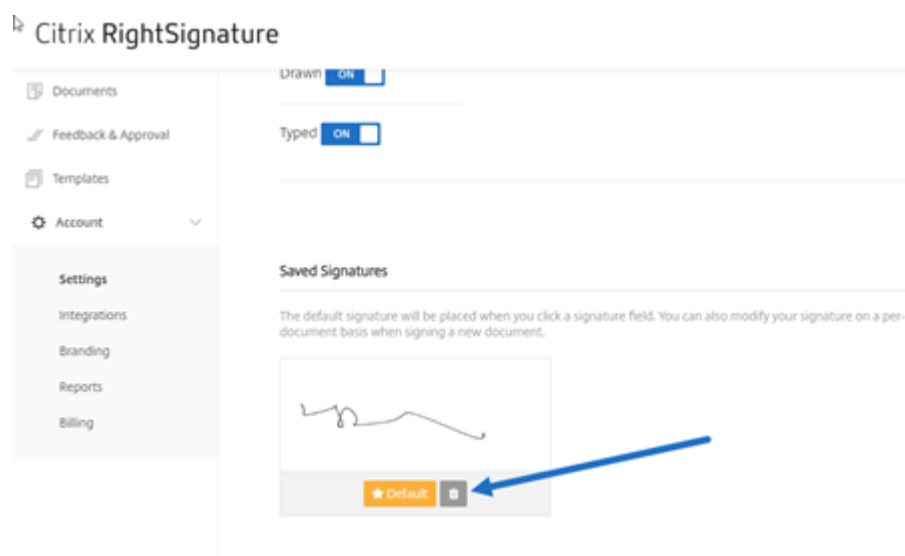 Citrix RightSignature
Documents
Feedback & Approval
Templates
Account
Settings
Integrations
Branding
Reports
Billing
Drawn ON
Typed ON
Saved Signatures
The default signature will be placed when you click a signature field. You can also modify your signature on a per-
document basis when signing a new document.
Default